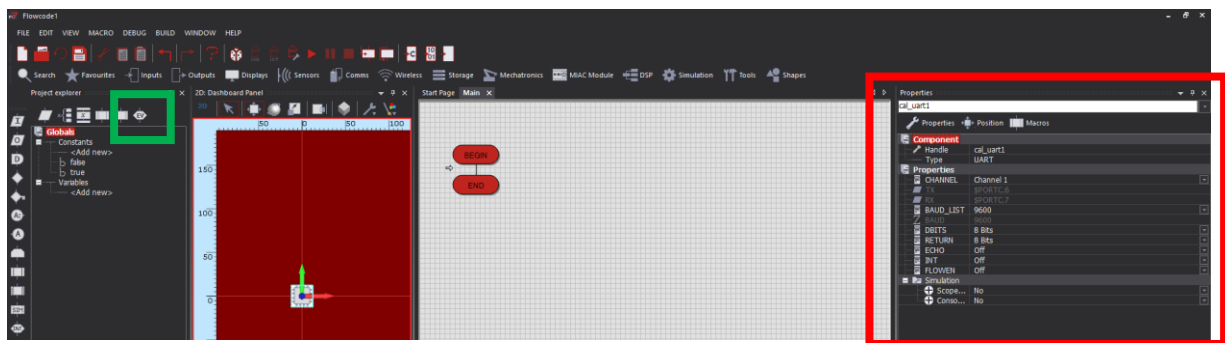 Flowcode1
FILE EDIT VIEW MACRO DEBUG BUILD WINDOW HELP
Search Favourites Inputs Outputs Displays Sensors Comms Wireless Storage Mechatronics MIAC Module DSP Simulation Tools Shapes
Project explorer
2D: Dashboard Panel
Start Page Main
Properties
cal_uart1
3D
Properties Position Macros
Globals
Constants
<Add new>
false
true
Variables
<Add new>
50 0 50 100
150
100
50
0
BEGIN
END
Component
Handle cal_uart1
Type UART
Properties
CHANNEL Channel 1
TX $PORTC.6
RX $PORTC.7
BAUD_LIST 9600
BAUD 9600
DBITS 8 Bits
RETURN 8 Bits
ECHO Off
INT Off
FLOWEN Off
Simulation
Scope... No
Conso... No